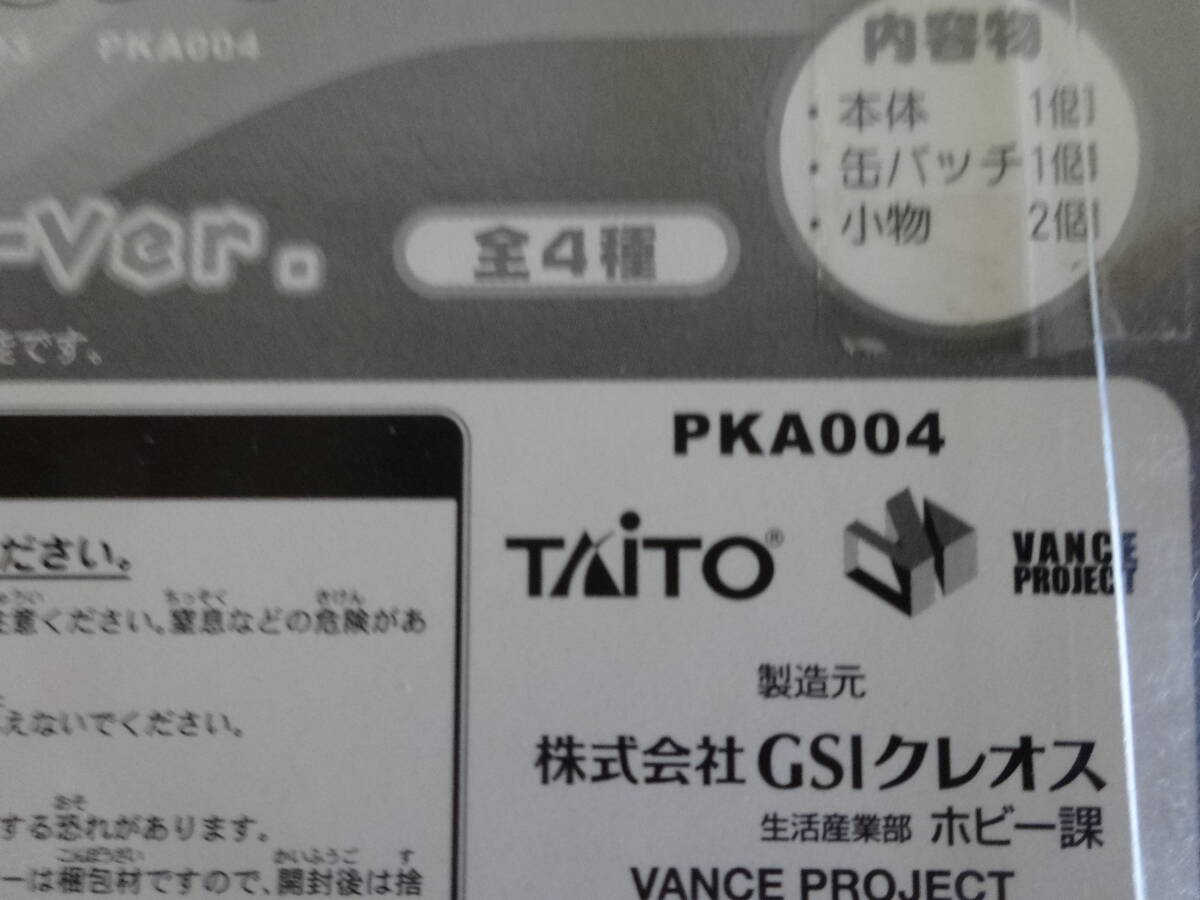 PKA004
内容物
・本体 1個
・缶バッチ 1個
・小物 2個
-Ver.
全4種
です。
PKA004
TAITO®
VANCE
PROJECT
製造元
株式会社GSIクレオス
生活産業部 ホビー課
VANCE PROJECT
ださい。
意ください。窒息などの危険があ
えないでください。
する恐れがあります。
ーは梱包材ですので、開封後は捨